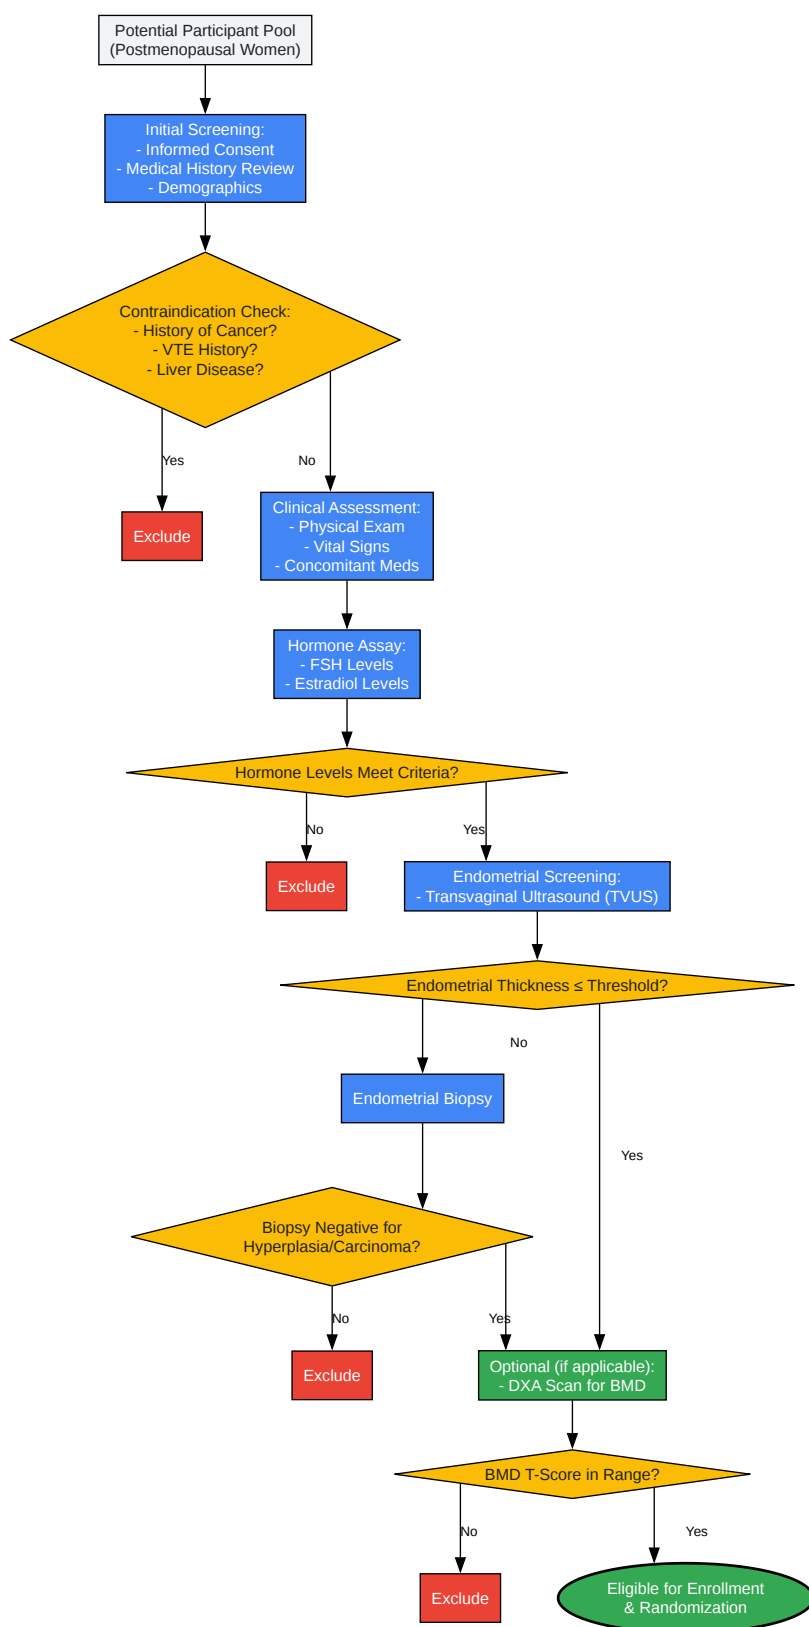 Potential Participant Pool
(Postmenopausal Women)
Initial Screening:
- Informed Consent
- Medical History Review
- Demographics
Contraindication Check:
- History of Cancer?
- VTE History?
- Liver Disease?
Yes
No
Exclude
Clinical Assessment:
- Physical Exam
- Vital Signs
- Concomitant Meds
Hormone Assay:
- FSH Levels
- Estradiol Levels
Hormone Levels Meet Criteria?
No
Yes
Exclude
Endometrial Screening:
- Transvaginal Ultrasound (TVUS)
Endometrial Thickness ≤ Threshold?
No
Endometrial Biopsy
Yes
Biopsy Negative for
Hyperplasia/Carcinoma?
No
Yes
Exclude
Optional (if applicable):
- DXA Scan for BMD
BMD T-Score in Range?
No
Yes
Exclude
Eligible for Enrollment
& Randomization